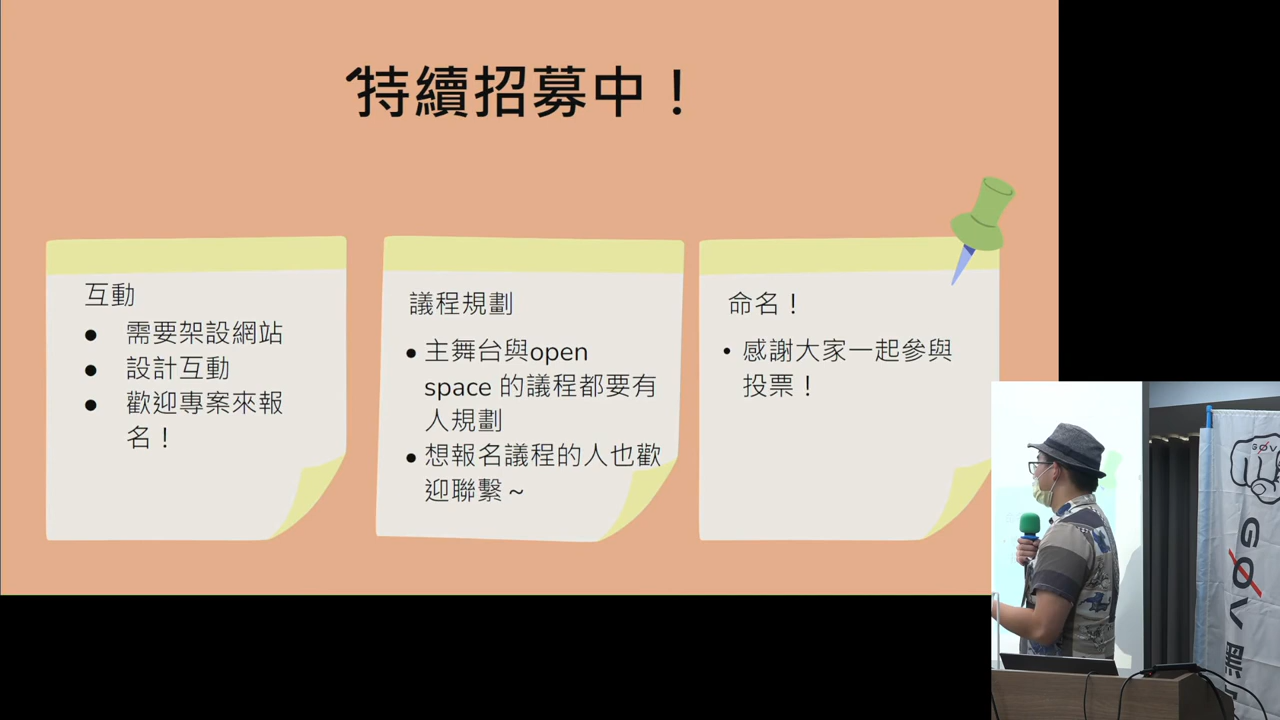 持續招募中！
互動
● 需要架設網站
● 設計互動
● 歡迎專案來報
名！
議程規劃
● 主舞台與open
space 的議程都要有
人規劃
● 想報名議程的人也歡
迎聯繫～
命名！
• 感謝大家一起參與
投票！
GØV
GØV